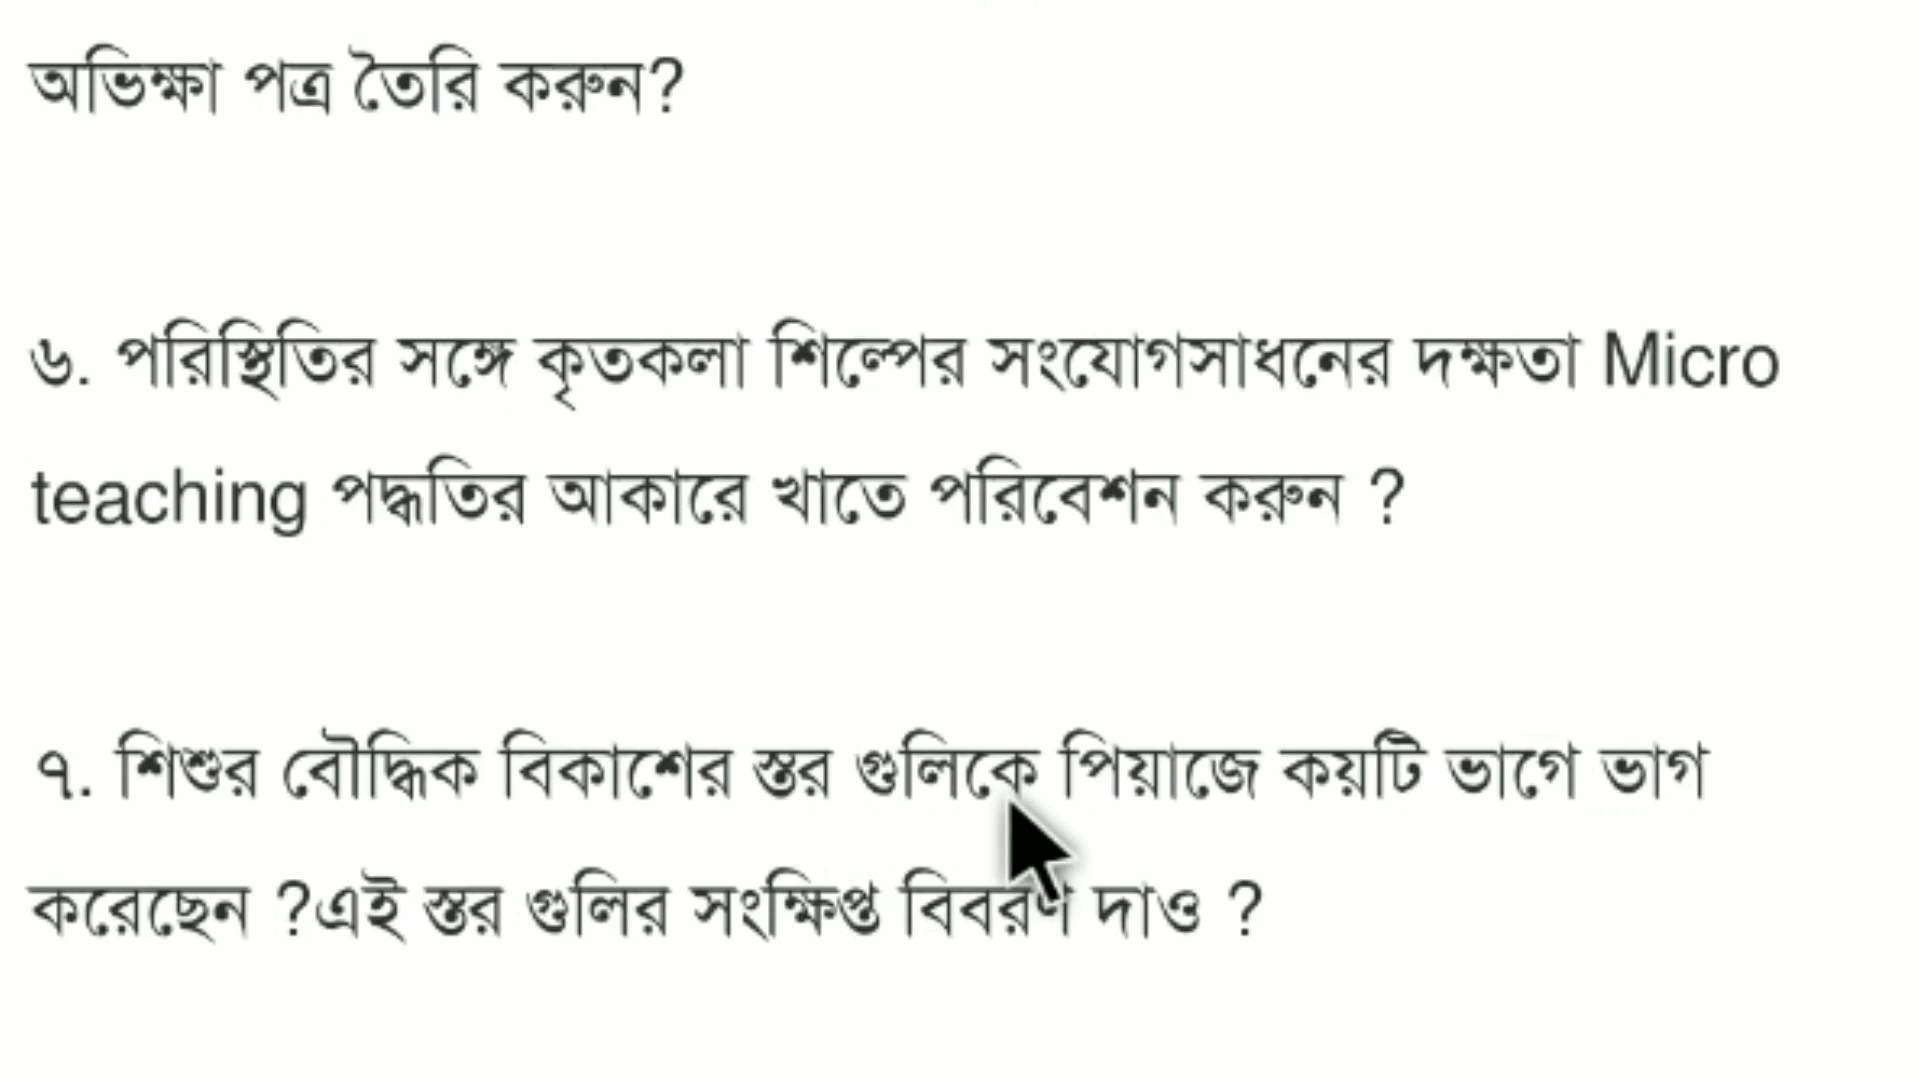 অভিক্ষা পত্র তৈরি করুন?
৬. পরিস্থিতির সঙ্গে কৃতকলা শিল্পের সংযোগসাধনের দক্ষতা Micro
teaching পদ্ধতির আকারে খাতে পরিবেশন করুন ?
৭. শিশুর বৌদ্ধিক বিকাশের স্তর গুলিকে পিয়াজে কয়টি ভাগে ভাগ
করেছেন ?এই স্তর গুলির সংক্ষিপ্ত বিবরণ দাও ?